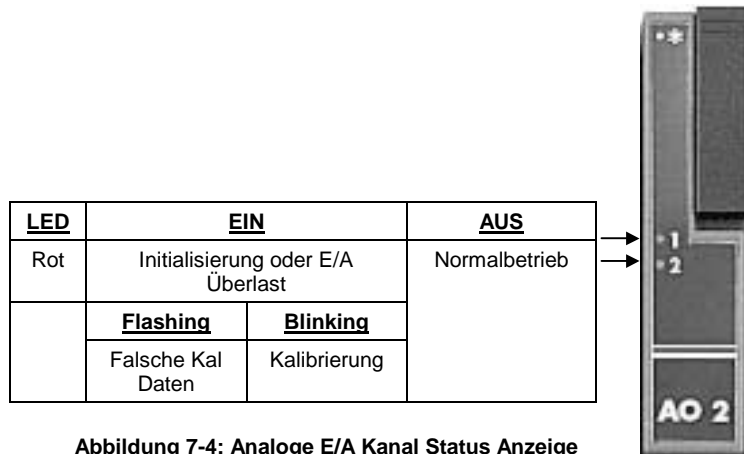 LED EIN AUS
Rot Initialisierung oder E/A Normalbetrieb
Überlast
Flashing Blinking
Falsche Kal Kalibrierung
Daten
1
2
AO 2
Abbildung 7-4: Analoge E/A Kanal Status Anzeige